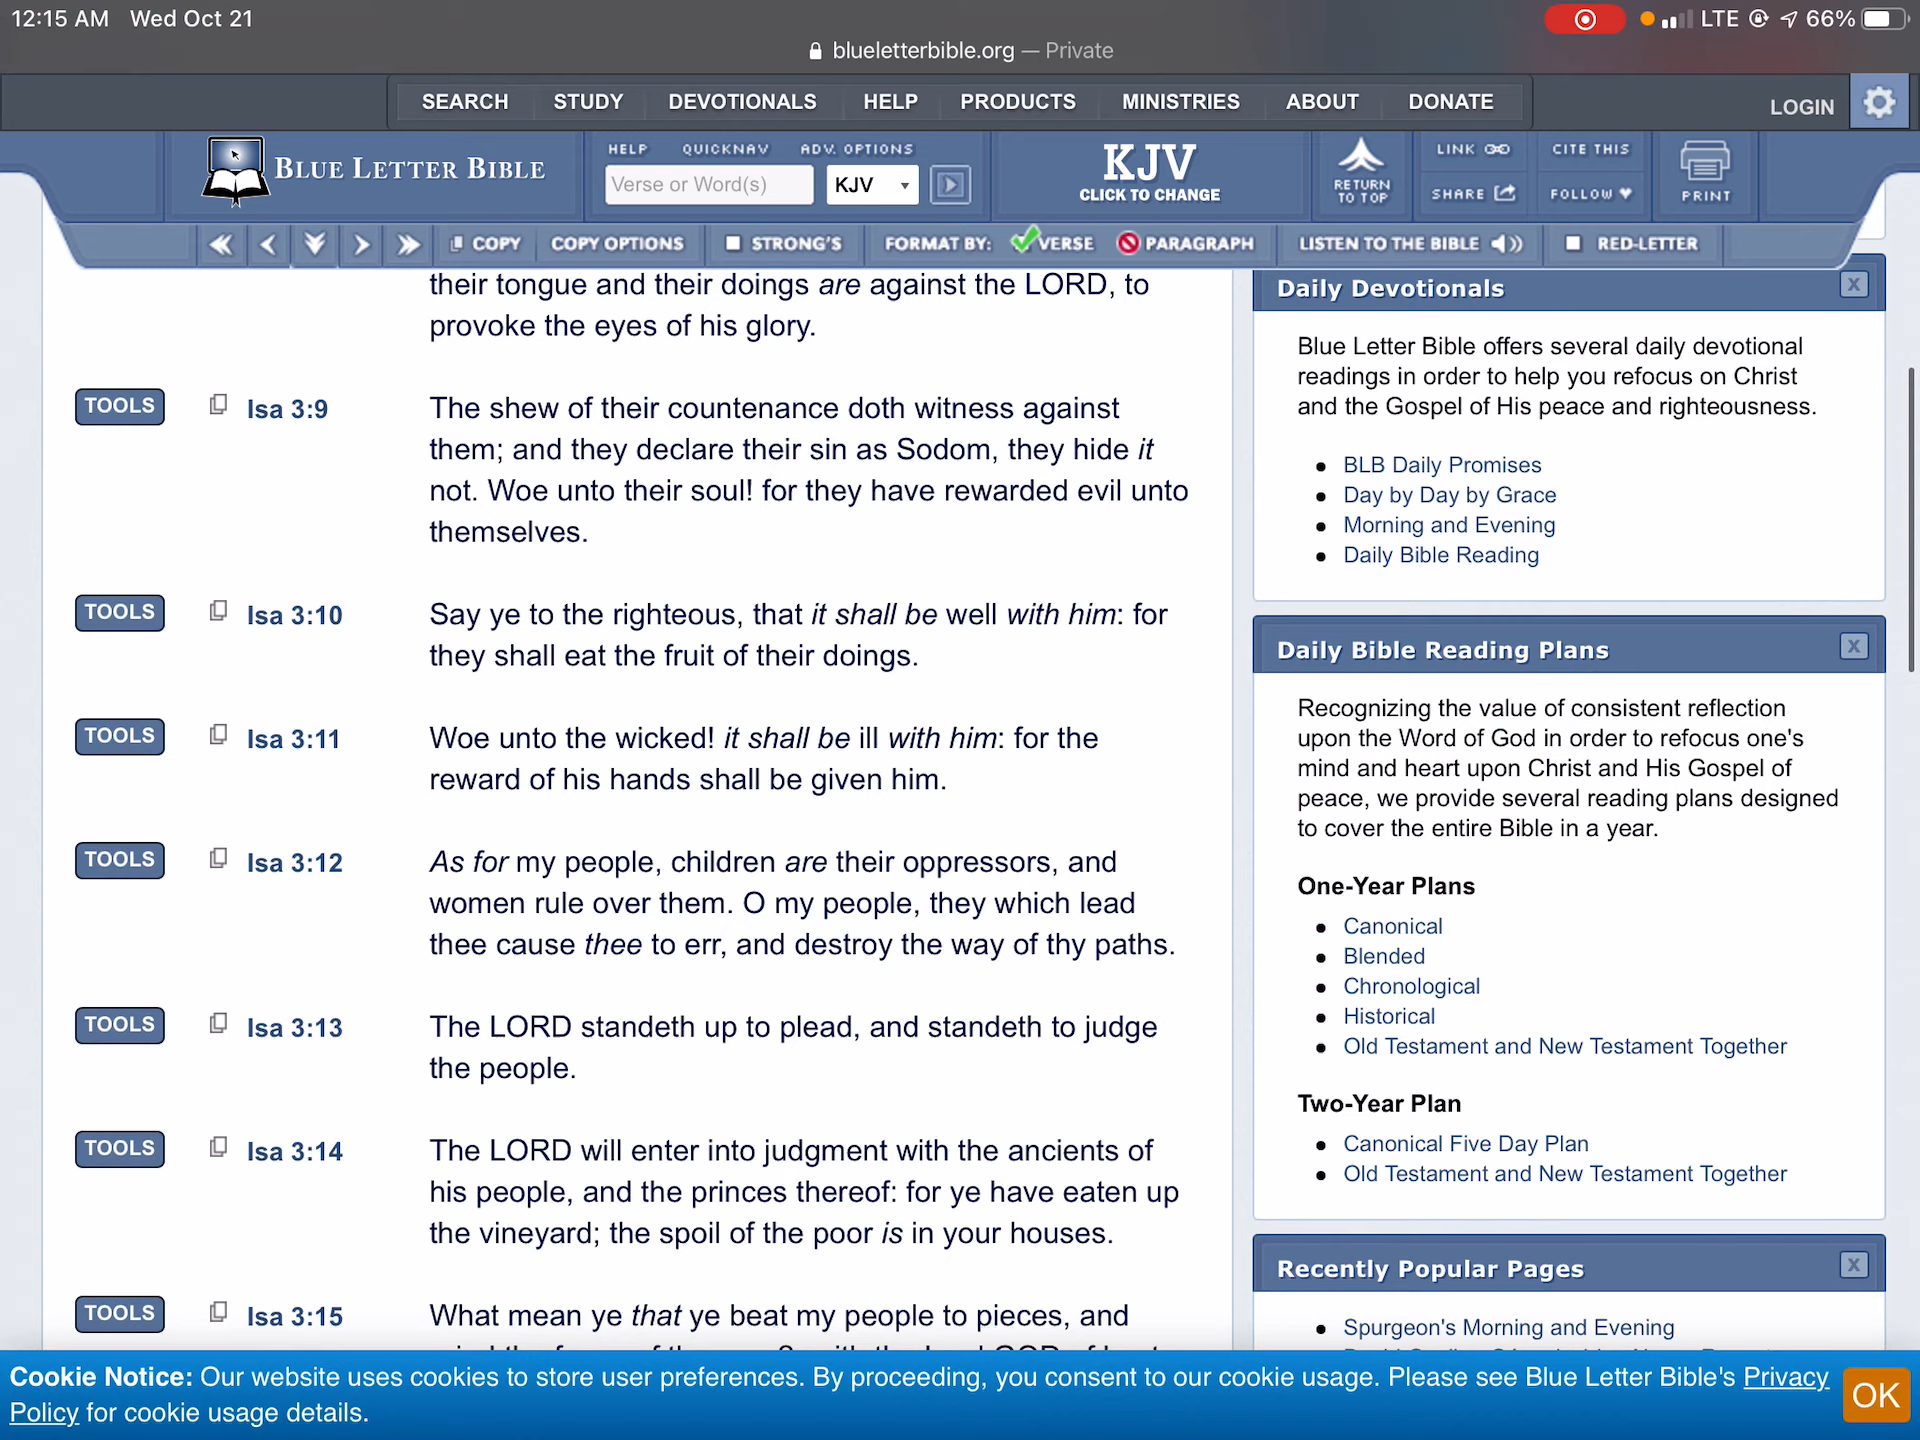 12:15 AM Wed Oct 21
LTE 66%
blueletterbible.org — Private
SEARCH STUDY DEVOTIONALS HELP PRODUCTS MINISTRIES ABOUT DONATE LOGIN
BLUE LETTER BIBLE
HELP QUICKNAV ADV. OPTIONS
Verse or Word(s) KJV
KJV
CLICK TO CHANGE
RETURN
TO TOP
LINK CITE THIS
SHARE FOLLOW
PRINT
COPY COPY OPTIONS STRONG'S FORMAT BY: VERSE PARAGRAPH LISTEN TO THE BIBLE RED-LETTER
their tongue and their doings are against the LORD, to
provoke the eyes of his glory.
TOOLS Isa 3:9 The shew of their countenance doth witness against
them; and they declare their sin as Sodom, they hide it
not. Woe unto their soul! for they have rewarded evil unto
themselves.
TOOLS Isa 3:10 Say ye to the righteous, that it shall be well with him: for
they shall eat the fruit of their doings.
TOOLS Isa 3:11 Woe unto the wicked! it shall be ill with him: for the
reward of his hands shall be given him.
TOOLS Isa 3:12 As for my people, children are their oppressors, and
women rule over them. O my people, they which lead
thee cause thee to err, and destroy the way of thy paths.
TOOLS Isa 3:13 The LORD standeth up to plead, and standeth to judge
the people.
TOOLS Isa 3:14 The LORD will enter into judgment with the ancients of
his people, and the princes thereof: for ye have eaten up
the vineyard; the spoil of the poor is in your houses.
TOOLS Isa 3:15 What mean ye that ye beat my people to pieces, and
Daily Devotionals X
Blue Letter Bible offers several daily devotional
readings in order to help you refocus on Christ
and the Gospel of His peace and righteousness.
BLB Daily Promises
Day by Day by Grace
Morning and Evening
Daily Bible Reading
Daily Bible Reading Plans X
Recognizing the value of consistent reflection
upon the Word of God in order to refocus one's
mind and heart upon Christ and His Gospel of
peace, we provide several reading plans designed
to cover the entire Bible in a year.
One-Year Plans
Canonical
Blended
Chronological
Historical
Old Testament and New Testament Together
Two-Year Plan
Canonical Five Day Plan
Old Testament and New Testament Together
Recently Popular Pages X
Spurgeon's Morning and Evening
Cookie Notice: Our website uses cookies to store user preferences. By proceeding, you consent to our cookie usage. Please see Blue Letter Bible's Privacy
Policy for cookie usage details.
OK